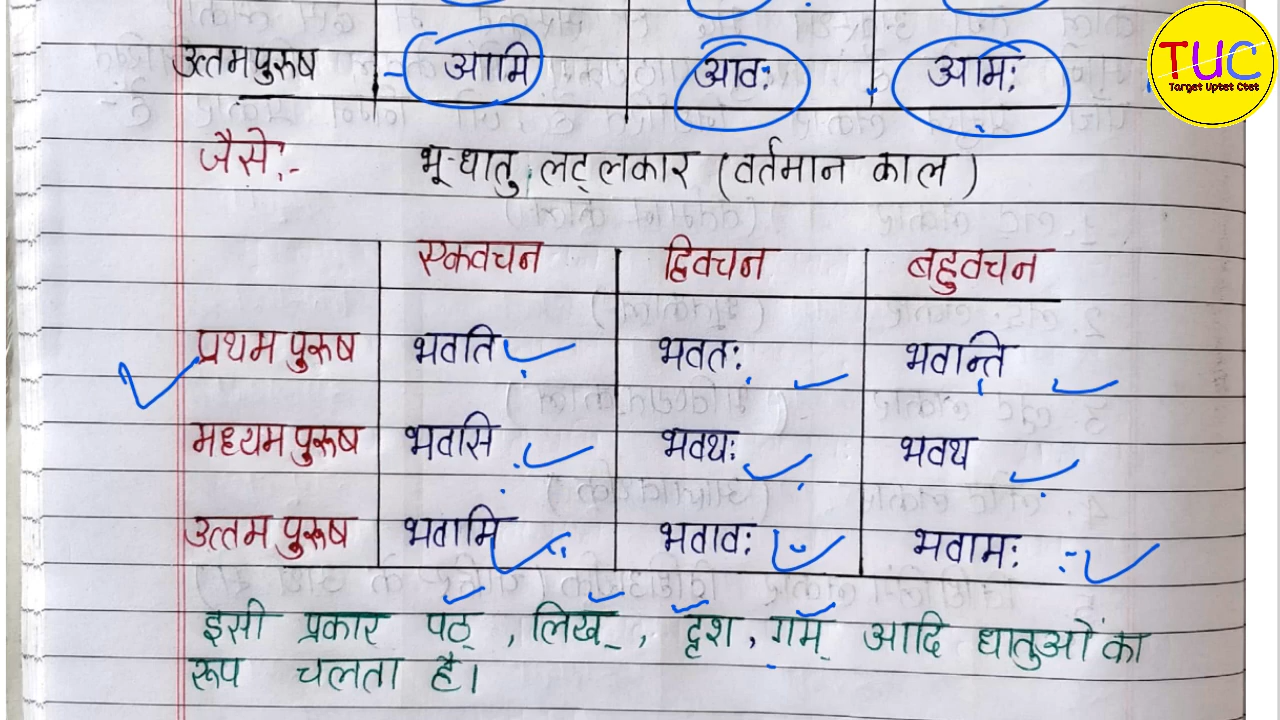 TUC
Target Uptet Ctet
उत्तम पुरुष - आमि आवः आमः
जैसे:- भू-धातु लट् लकार (वर्तमान काल)
एकवचन द्विवचन बहुवचन
प्रथम पुरुष भवति भवतः भवन्ति
मध्यम पुरुष भवसि भवथः भवथ
उत्तम पुरुष भवामि भवावः भवामः
इसी प्रकार पठ्, लिख्, दृश, गम् आदि धातुओं का
रूप चलता है।